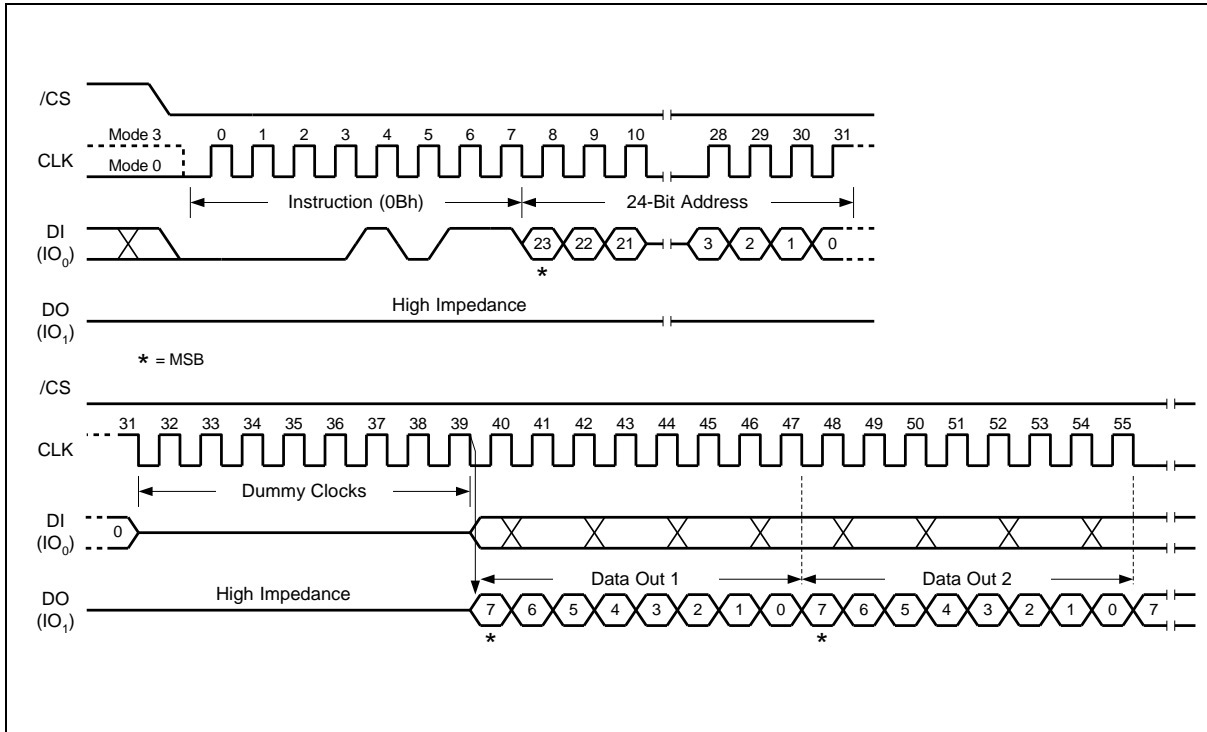 /CS
Mode 3 0 1 2 3 4 5 6 7 8 9 10 28 29 30 31
CLK Mode 0
Instruction (0Bh) 24-Bit Address
DI
(IO0) 23 22 21 3 2 1 0
*
High Impedance
DO
(IO1)
* = MSB
/CS
31 32 33 34 35 36 37 38 39 40 41 42 43 44 45 46 47 48 49 50 51 52 53 54 55
CLK
Dummy Clocks
DI
(IO0) 0
Data Out 1 Data Out 2
High Impedance
DO
(IO1) 7 6 5 4 3 2 1 0 7 6 5 4 3 2 1 0 7
* *